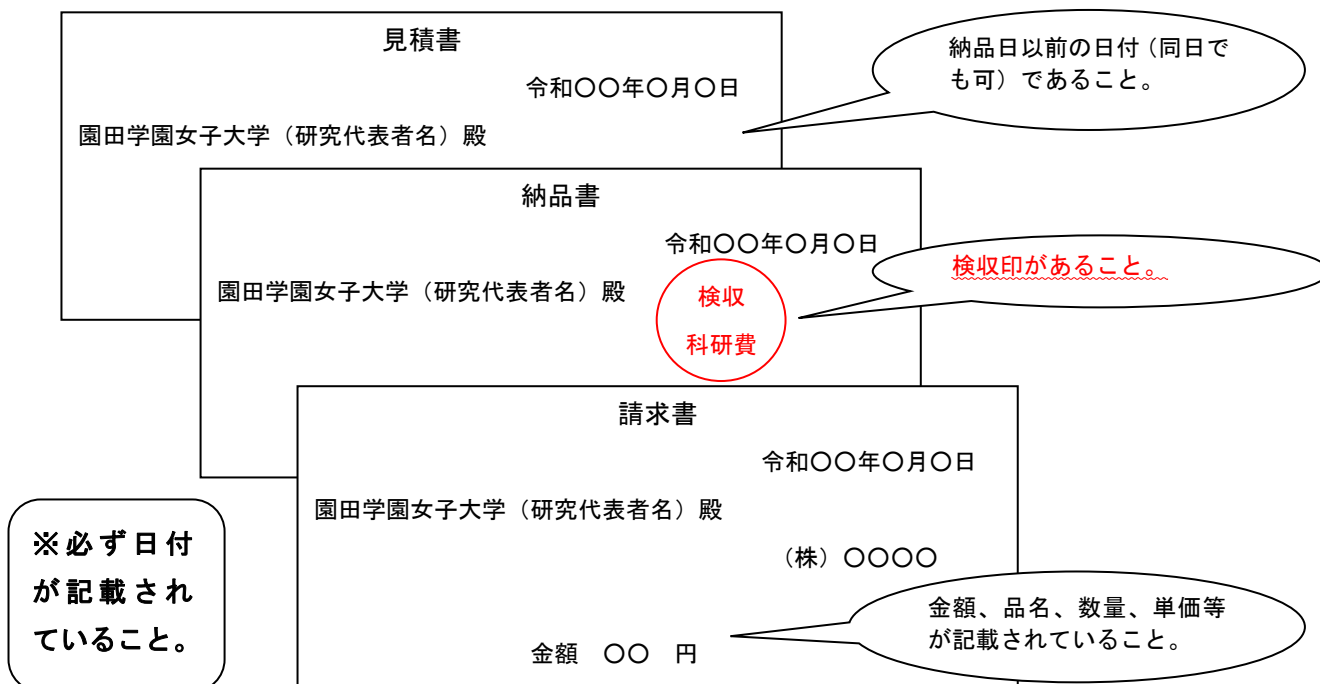 見積書
令和〇〇年〇月〇日
園田学園女子大学（研究代表者名）殿
納品日以前の日付（同日で
も可）であること。
納品書
令和〇〇年〇月〇日
園田学園女子大学（研究代表者名）殿
検収
科研費
検収印があること。
請求書
令和〇〇年〇月〇日
園田学園女子大学（研究代表者名）殿
（株）〇〇〇〇
金額　〇〇　円
金額、品名、数量、単価等
が記載されていること。
※必ず日付
が記載され
ていること。